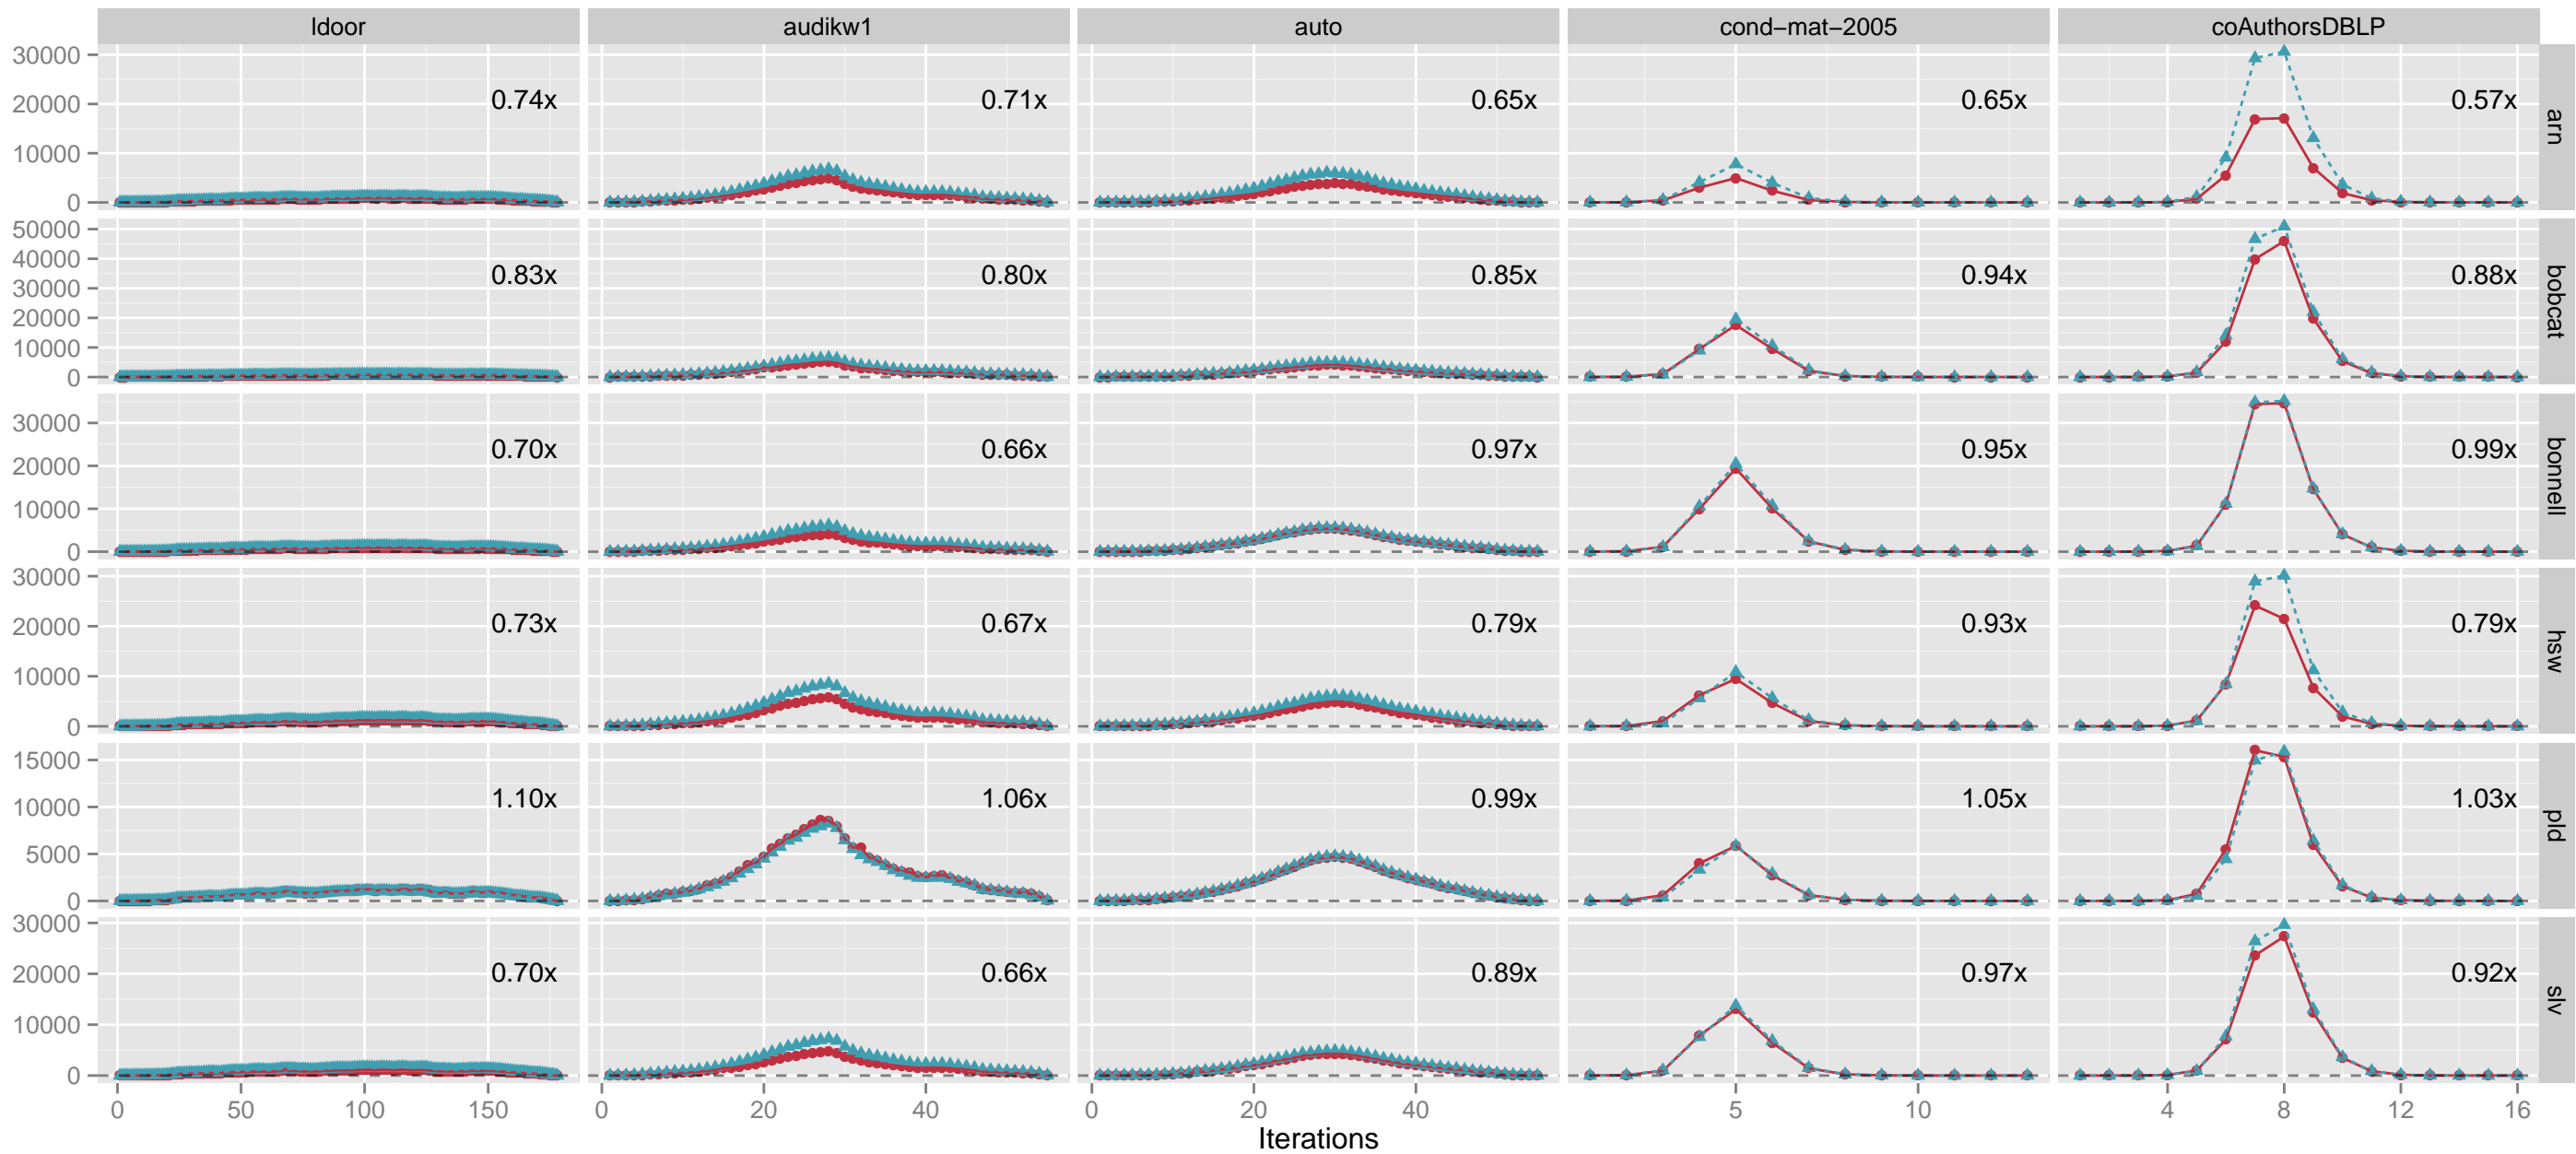 ldoor audikw1 auto cond−mat−2005 coAuthorsDBLP
30000
20000 0.74x 0.71x 0.65x 0.65x 0.57x
10000
0
arn
50000
40000
30000 0.83x 0.80x 0.85x 0.94x 0.88x
20000
10000
0
bobcat
30000
20000 0.70x 0.66x 0.97x 0.95x 0.99x
10000
0
bonnell
30000
20000 0.73x 0.67x 0.79x 0.93x 0.79x
10000
0
hsw
15000
10000 1.10x 1.06x 0.99x 1.05x 1.03x
5000
0
pld
30000
20000 0.70x 0.66x 0.89x 0.97x 0.92x
10000
0
slv
0 50 100 150 0 20 40 0 20 40 5 10 4 8 12 16
Iterations